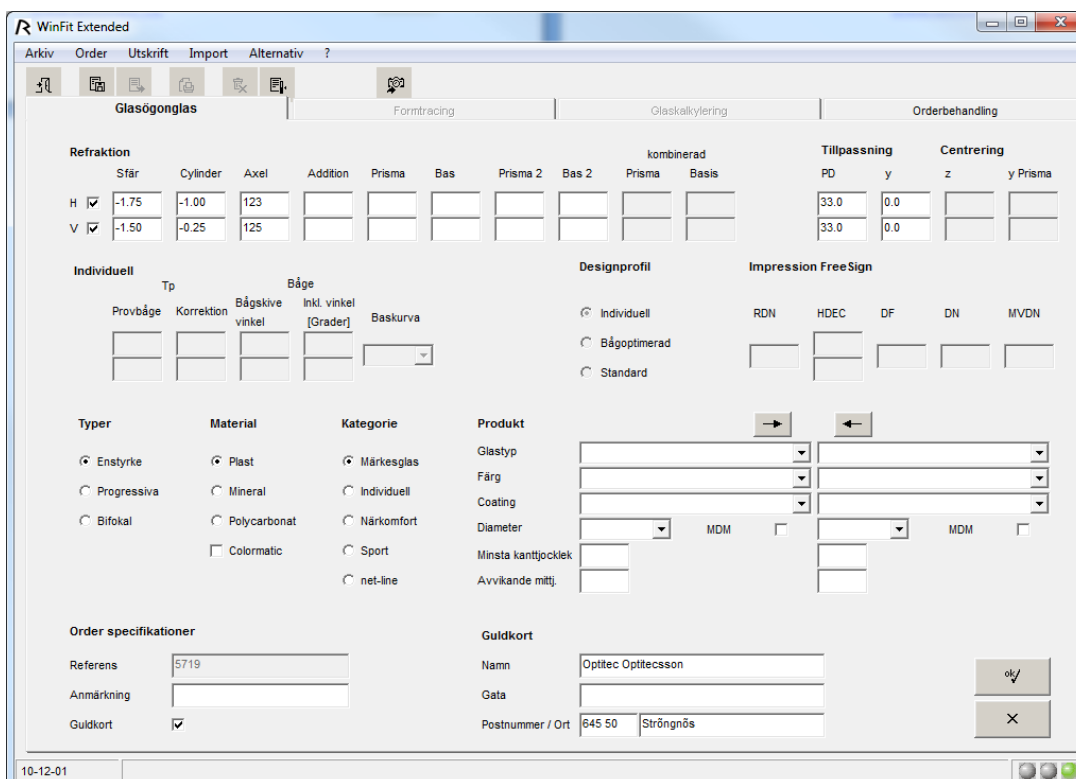 WinFit Extended
Arkiv Order Utskrift Import Alternativ ?
Glasögonglas Formtracing Glaskalkylering Orderbehandling
Refraktion kombinerad Tillpassning Centrering
Sfär Cylinder Axel Addition Prisma Bas Prisma 2 Bas 2 Prisma Basis PD y z y Prisma
H -1.75 -1.00 123 33.0 0.0
V -1.50 -0.25 125 33.0 0.0
Individuell Designprofil Impression FreeSign
Tp Båge
Provbåge Korrektion Bågskive vinkel Inkl. vinkel [Grader] Baskurva
Individuell RDN HDEC DF DN MVDN
Bågoptimerad
Standard
Typer Material Kategorie Produkt
Glastyp
Enstyrke Plast Märkesglas
Färg
Progressiva Mineral Individuell
Coating
Bifokal Polycarbonat Närkomfort
Diameter MDM MDM
Colormatic Sport
Minsta kanttjocklek
net-line
Avvikande mittj.
Order specifikationer Guldkort
Referens 5719 Namn Optitec Optitecsson
Anmärkning Gata
Guldkort Postnummer / Ort 645 50 Ströngnös
ok
10-12-01